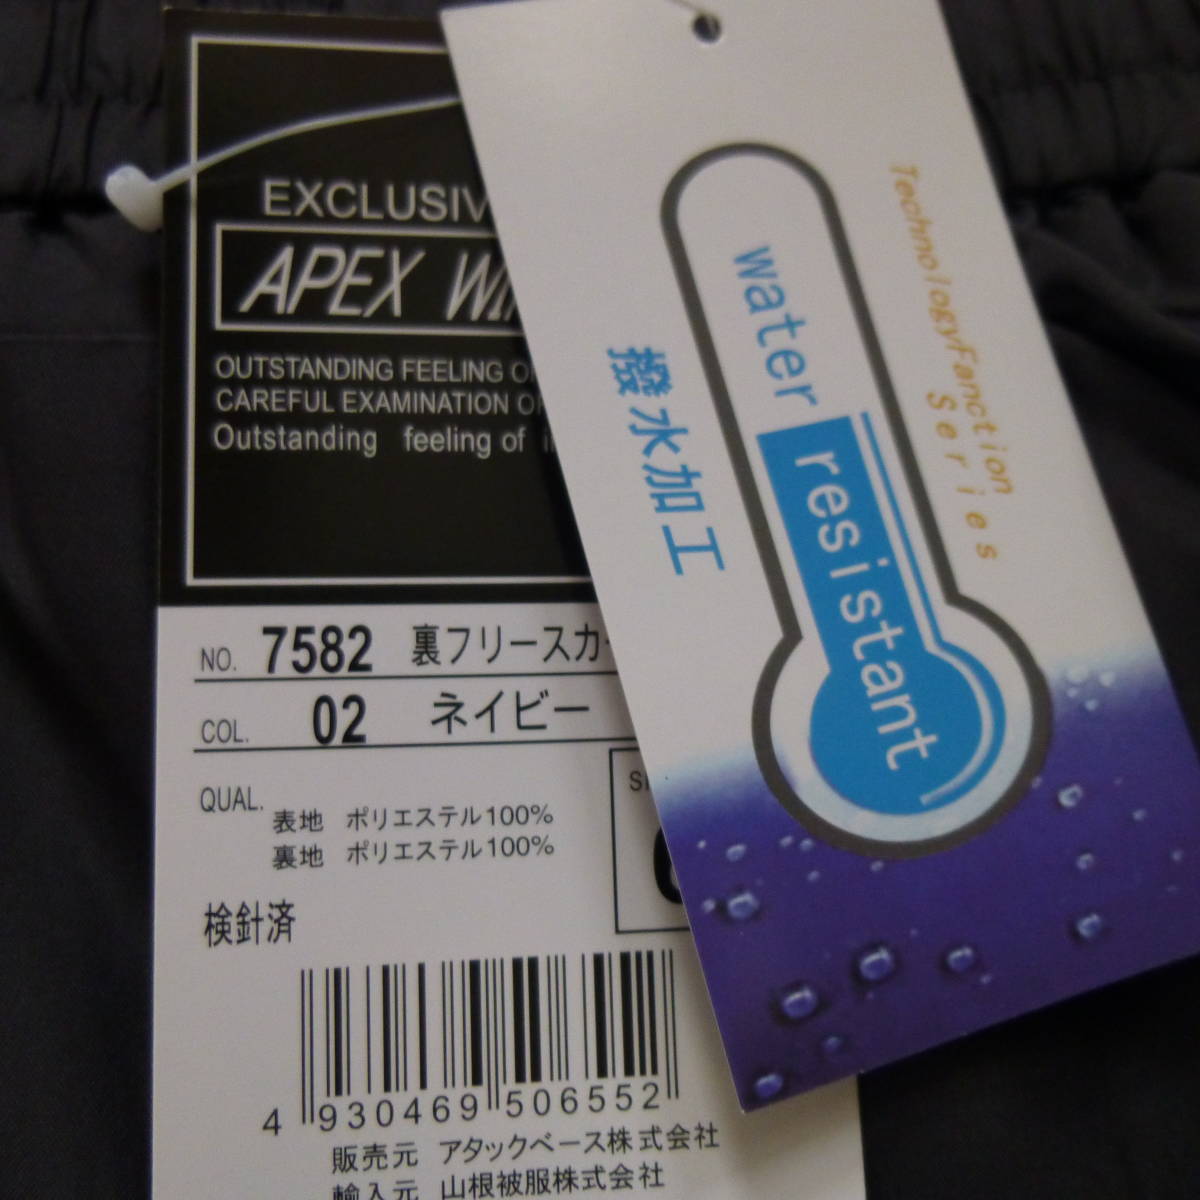 EXCLUSIV
APEX WI
OUTSTANDING FEELING O
CAREFUL EXAMINATION O
Outstanding feeling of i
NO. 7582 裏フリースカ
COL. 02 ネイビー
QUAL.
表地 ポリエステル100%
裏地 ポリエステル100%
検針済
4 930469 506552
販売元 アタックベース株式会社
輸入元 山根被服株式会社
TechnologyFanction
Series
water resistant
撥水加工